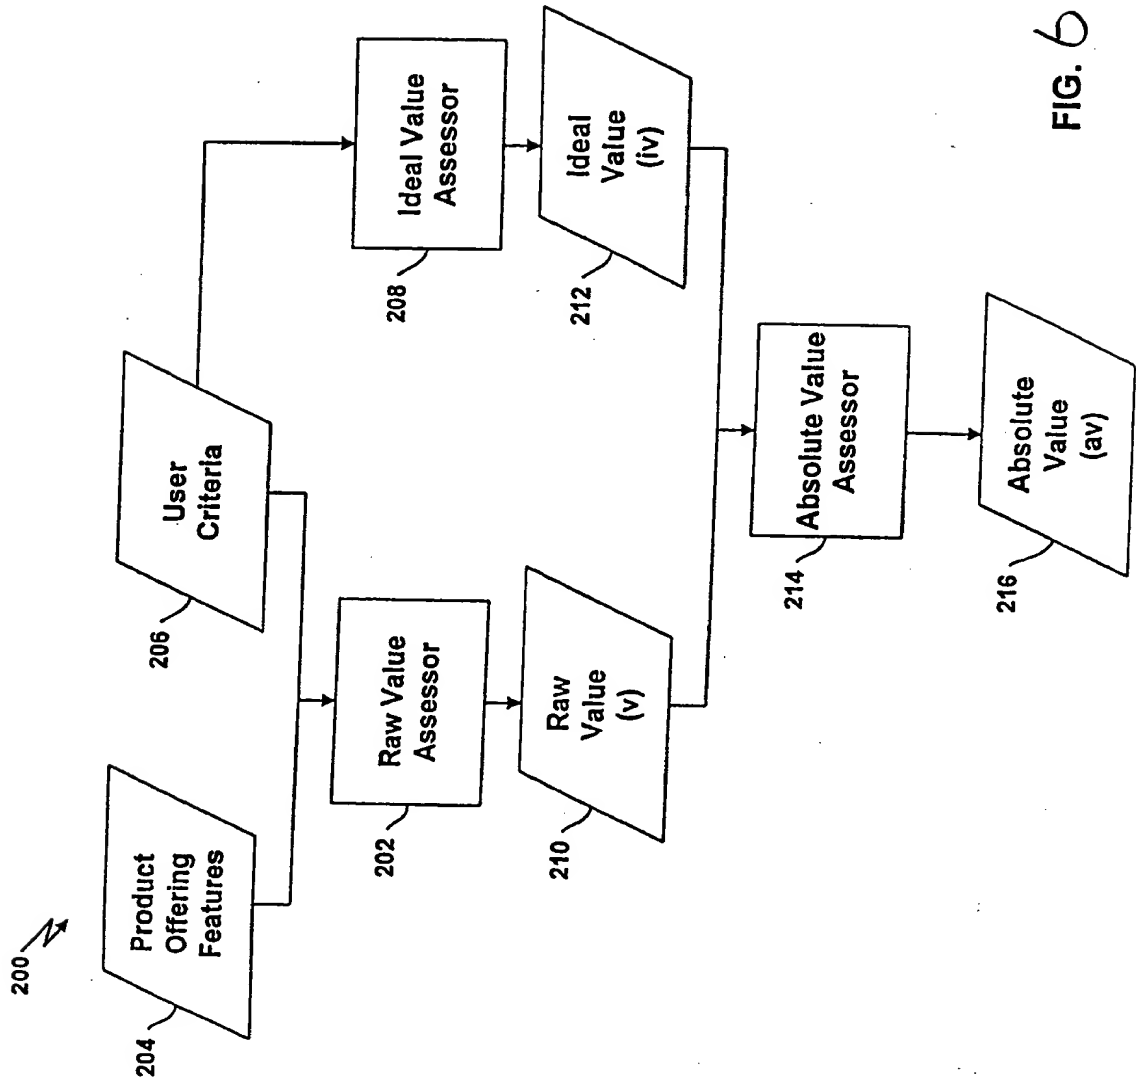 200
Product
Offering
Features
204
User
Criteria
206
Raw Value
Assessor
202
Ideal Value
Assessor
208
Raw
Value
(v)
210
Ideal
Value
(iv)
212
Absolute Value
Assessor
214
Absolute
Value
(av)
216
FIG. 6